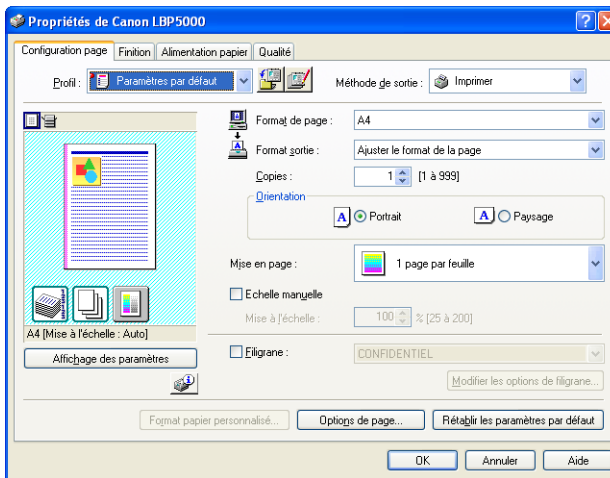 Propriétés de Canon LBP5000
Configuration page Finition Alimentation papier Qualité
Profil : Paramètres par défaut Méthode de sortie : Imprimer
Format de page : A4
Format sortie : Ajuster le format de la page
Copies : 1 [1 à 999]
Orientation
A Portrait A Paysage
Mise en page : 1 page par feuille
Echelle manuelle
Mise à l'échelle : 100 % [25 à 200]
A4 [Mise à l'échelle : Auto]
Affichage des paramètres
Filigrane : CONFIDENTIEL
Modifier les options de filigrane...
Format papier personnalisé... Options de page... Rétablir les paramètres par défaut
OK Annuler Aide